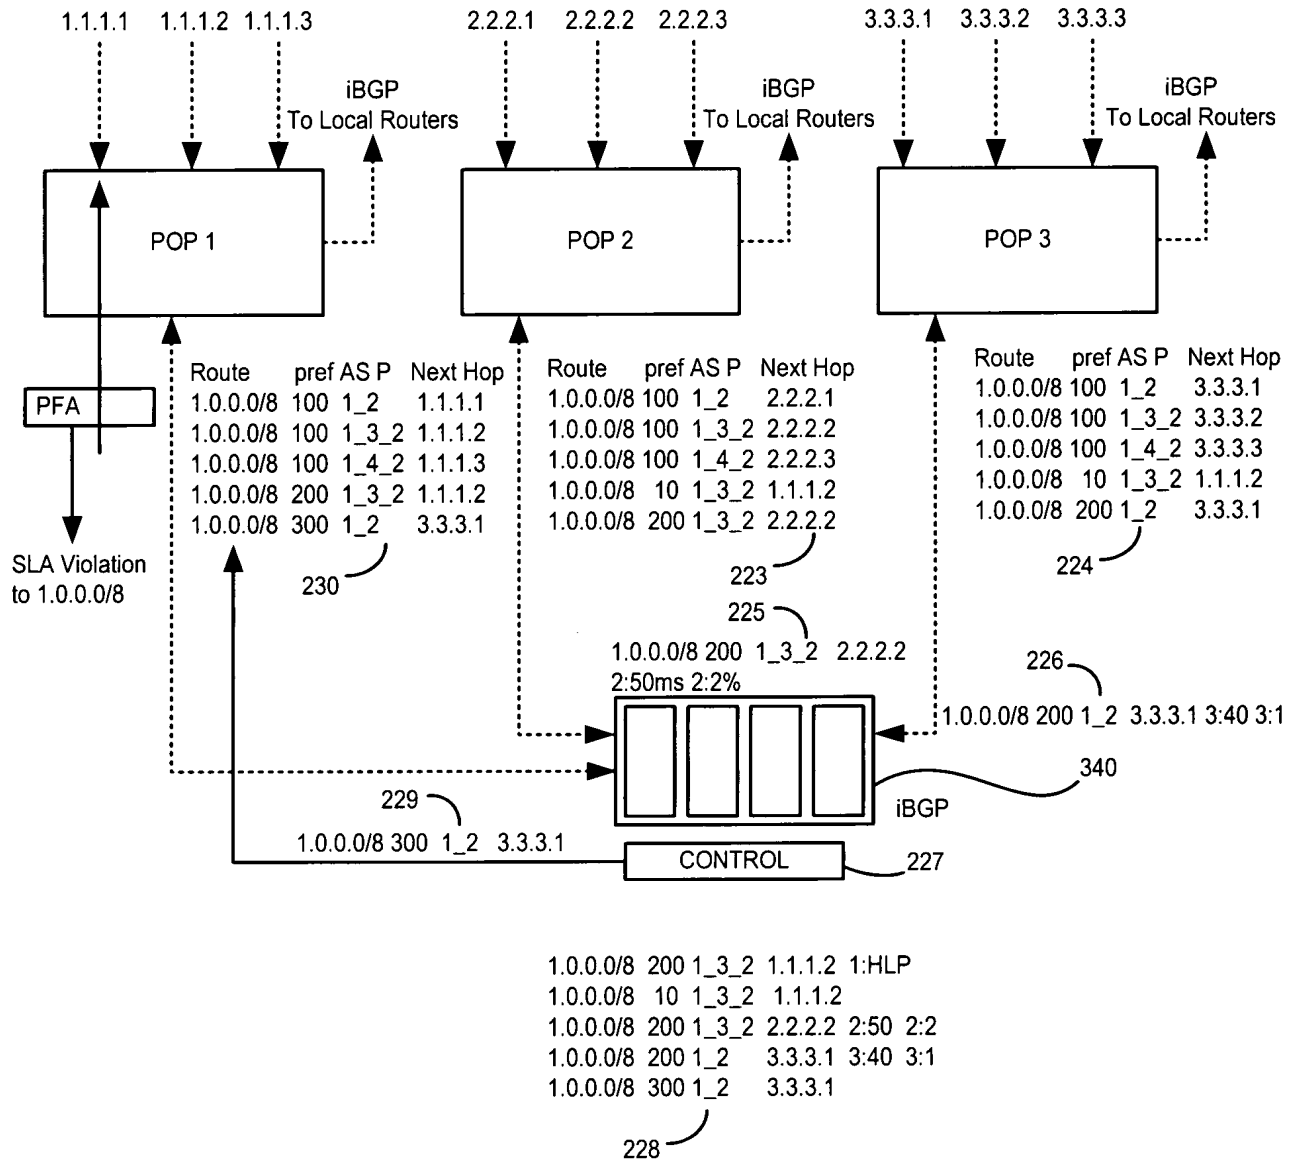 1.1.1.1 1.1.1.2 1.1.1.3 2.2.2.1 2.2.2.2 2.2.2.3 3.3.3.1 3.3.3.2 3.3.3.3
iBGP
To Local Routers
iBGP
To Local Routers
iBGP
To Local Routers
POP 1
POP 2
POP 3
PFA
SLA Violation
to 1.0.0.0/8
Route pref AS P Next Hop
1.0.0.0/8 100 1_2 1.1.1.1
1.0.0.0/8 100 1_3_2 1.1.1.2
1.0.0.0/8 100 1_4_2 1.1.1.3
1.0.0.0/8 200 1_3_2 1.1.1.2
1.0.0.0/8 300 1_2 3.3.3.1
230
Route pref AS P Next Hop
1.0.0.0/8 100 1_2 2.2.2.1
1.0.0.0/8 100 1_3_2 2.2.2.2
1.0.0.0/8 100 1_4_2 2.2.2.3
1.0.0.0/8 10 1_3_2 1.1.1.2
1.0.0.0/8 200 1_3_2 2.2.2.2
223
Route pref AS P Next Hop
1.0.0.0/8 100 1_2 3.3.3.1
1.0.0.0/8 100 1_3_2 3.3.3.2
1.0.0.0/8 100 1_4_2 3.3.3.3
1.0.0.0/8 10 1_3_2 1.1.1.2
1.0.0.0/8 200 1_2 3.3.3.1
224
225
1.0.0.0/8 200 1_3_2 2.2.2.2
2:50ms 2:2%
226
1.0.0.0/8 200 1_2 3.3.3.1 3:40 3:1
340
iBGP
229
1.0.0.0/8 300 1_2 3.3.3.1
CONTROL
227
1.0.0.0/8 200 1_3_2 1.1.1.2 1:HLP
1.0.0.0/8 10 1_3_2 1.1.1.2
1.0.0.0/8 200 1_3_2 2.2.2.2 2:50 2:2
1.0.0.0/8 200 1_2 3.3.3.1 3:40 3:1
1.0.0.0/8 300 1_2 3.3.3.1
228